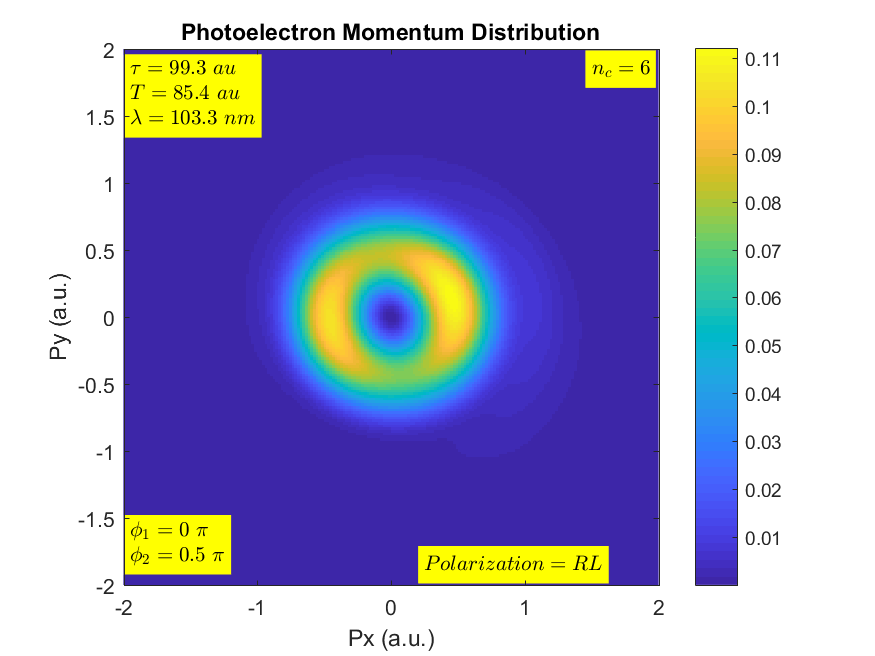 Photoelectron Momentum Distribution
τ = 99.3 au
T = 85.4 au
λ = 103.3 nm
n_c = 6
ϕ_1 = 0 π
ϕ_2 = 0.5 π
Polarization = RL
2
1.5
1
0.5
0
-0.5
-1
-1.5
-2
Py (a.u.)
-2
-1
0
1
2
Px (a.u.)
0.11
0.1
0.09
0.08
0.07
0.06
0.05
0.04
0.03
0.02
0.01